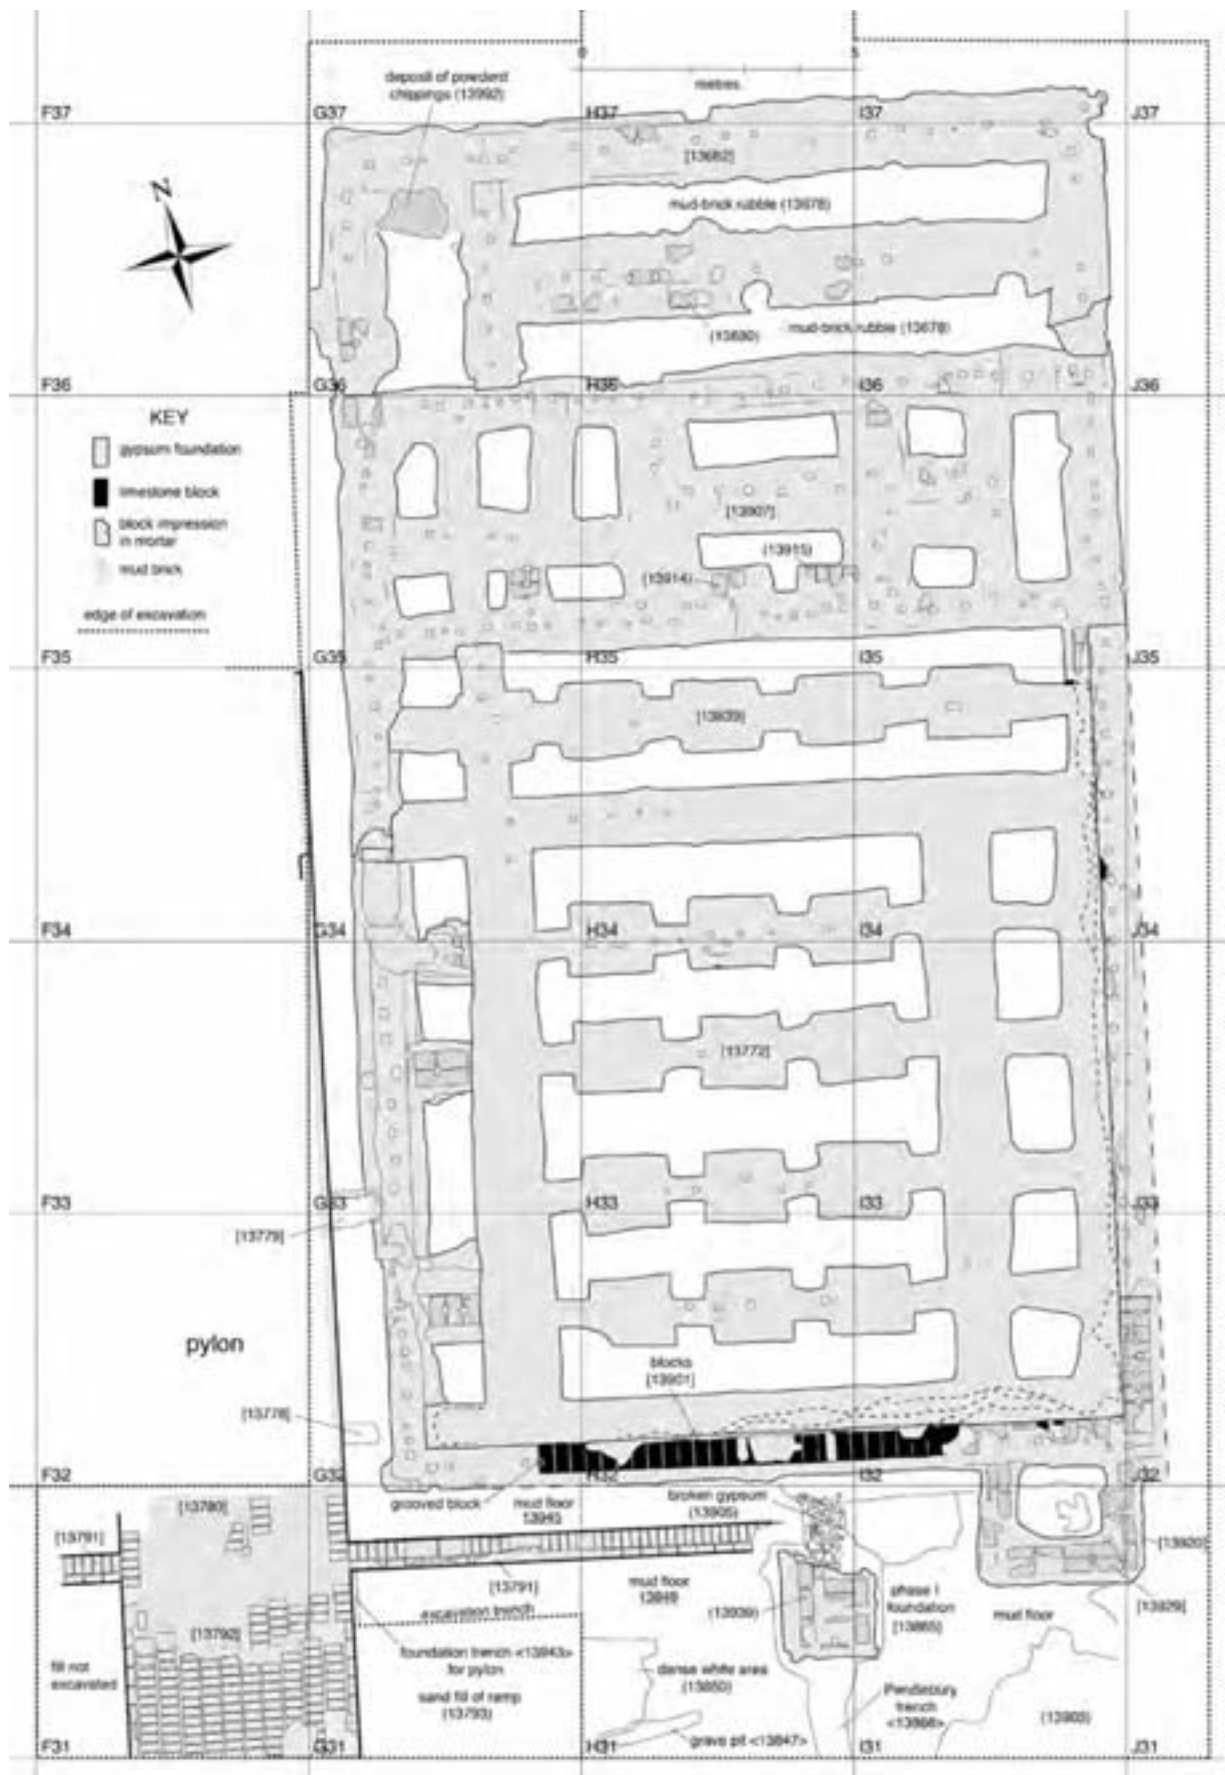 0
5
metres
deposit of powderd
chippings (13992)
F37
G37
H37
I37
J37
[13682]
mud-brick rubble (13678)
N
(13680)
mud-brick rubble (13678)
F36
G36
H36
I36
J36
KEY
gypsum foundation
limestone block
block impression
in mortar
mud brick
edge of excavation
[13907]
(13915)
(13914)
F35
G35
H35
I35
J35
[13839]
F34
G34
H34
I34
J34
[13772]
F33
G33
H33
I33
J33
[13779]
pylon
blocks
[13901]
[13778]
F32
G32
H32
I32
J32
grooved block
mud floor
broken gypsum
(13905)
[13780]
[13791]
[13791]
[13920]
mud floor
excavation trench
(13939)
phase I
foundation
[13885]
mud floor
[13929]
[13792]
fill not
excavated
foundation trench <13843>
for pylon
sand fill of ramp
(13793)
dense white area
(13850)
Pendlebury
trench
<13866>
(13903)
grave pit <13847>
F31
G31
H31
I31
J31